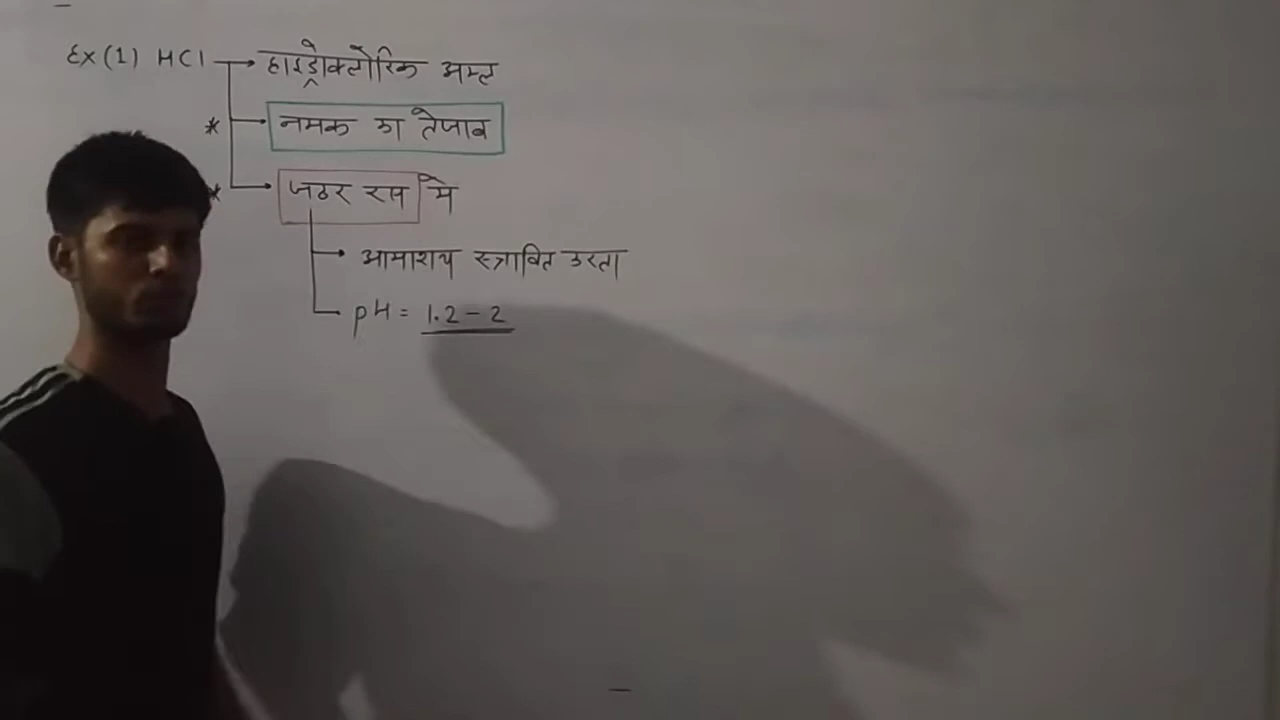 Ex (1) HCl → हाइड्रोक्लोरिक अम्ल
* → नमक का तेजाब
* → जठर रस में
→ आमाशय स्त्रावित करता
pH = 1.2 – 2